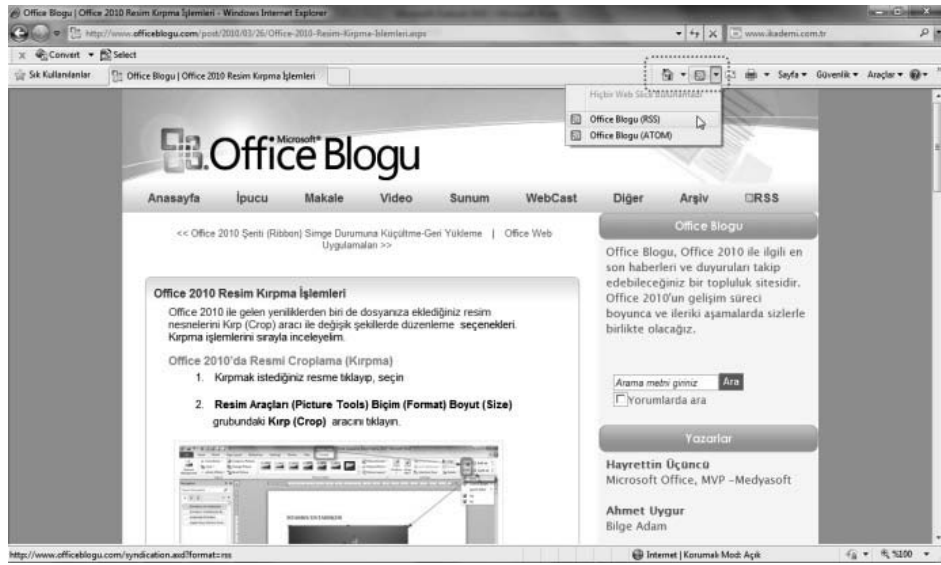 Office Blogu | Office 2010 Resim Kırpma İşlemleri - Windows Internet Explorer
http://www.officeblogu.com/post/2010/03/26/Office-2010-Resim-Kirpma-Islemleri.aspx
www.ikademi.com.tr
x Convert Select
Sık Kullanılanlar
Office Blogu | Office 2010 Resim Kırpma İşlemleri
Sayfa Güvenlik Araçlar
Hiçbir Web Slice Bulunamadı
Office Blogu (RSS)
Office Blogu (ATOM)
Microsoft®
Office Blogu
Anasayfa İpucu Makale Video Sunum WebCast Diğer Arşiv RSS
<< Office 2010 Şeriti (Ribbon) Simge Durumuna Küçültme-Geri Yükleme | Office Web
Uygulamaları >>
Office 2010 Resim Kırpma İşlemleri
Office 2010 ile gelen yeniliklerden biri de dosyanıza eklediğiniz resim
nesnelerini Kırp (Crop) aracı ile değişik şekillerde düzenleme seçenekleri.
Kırpma işlemlerini sırayla inceleyelim.
Office 2010'da Resmi Croplama (Kırpma)
1. Kırpmak istediğiniz resme tıklayıp, seçin
2. Resim Araçları (Picture Tools) Biçim (Format) Boyut (Size)
grubundaki Kırp (Crop) aracını tıklayın.
Office Blogu
Office Blogu, Office 2010 ile ilgili en
son haberleri ve duyuruları takip
edebileceğiniz bir topluluk sitesidir.
Office 2010'un gelişim süreci
boyunca ve ileriki aşamalarda sizlerle
birlikte olacağız.
Arama metni giriniz Ara
Yorumlarda ara
Yazarlar
Hayrettin Üçüncü
Microsoft Office, MVP -Medyasoft
Ahmet Uygur
Bilge Adam
http://www.officeblogu.com/syndication.axd?format=rss
Internet | Korumalı Mod: Açık
%100